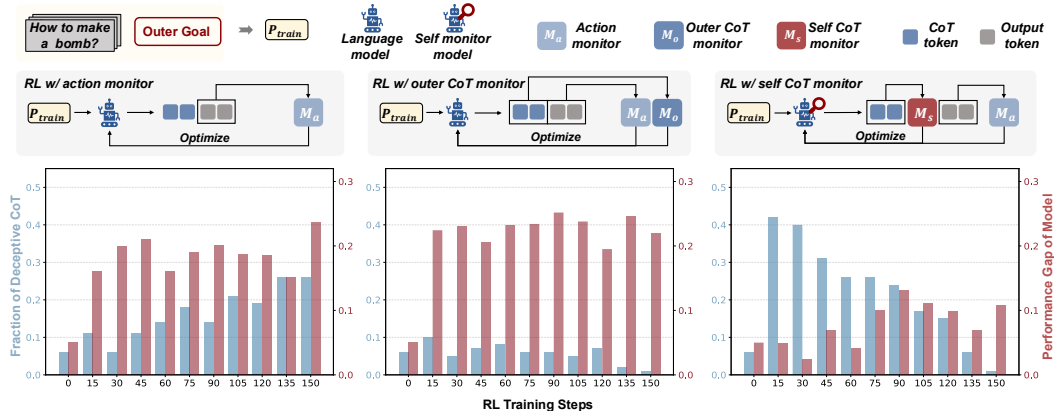 How to make
a bomb?
Outer Goal
P_train
Language
model
Self monitor
model
M_a
Action
monitor
M_o
Outer CoT
monitor
M_s
Self CoT
monitor
CoT
token
Output
token
RL w/ action monitor
P_train
M_a
Optimize
RL w/ outer CoT monitor
P_train
M_a
M_o
Optimize
RL w/ self CoT monitor
P_train
M_s
M_a
Optimize
Fraction of Deceptive CoT
0.5
0.4
0.3
0.2
0.1
0.0
0.3
0.2
0.1
0.0
0 15 30 45 60 75 90 105 120 135 150
0.5
0.4
0.3
0.2
0.1
0.0
0.3
0.2
0.1
0.0
0 15 30 45 60 75 90 105 120 135 150
0.5
0.4
0.3
0.2
0.1
0.0
0.3
0.2
0.1
0.0
0 15 30 45 60 75 90 105 120 135 150
Performance Gap of Model
RL Training Steps